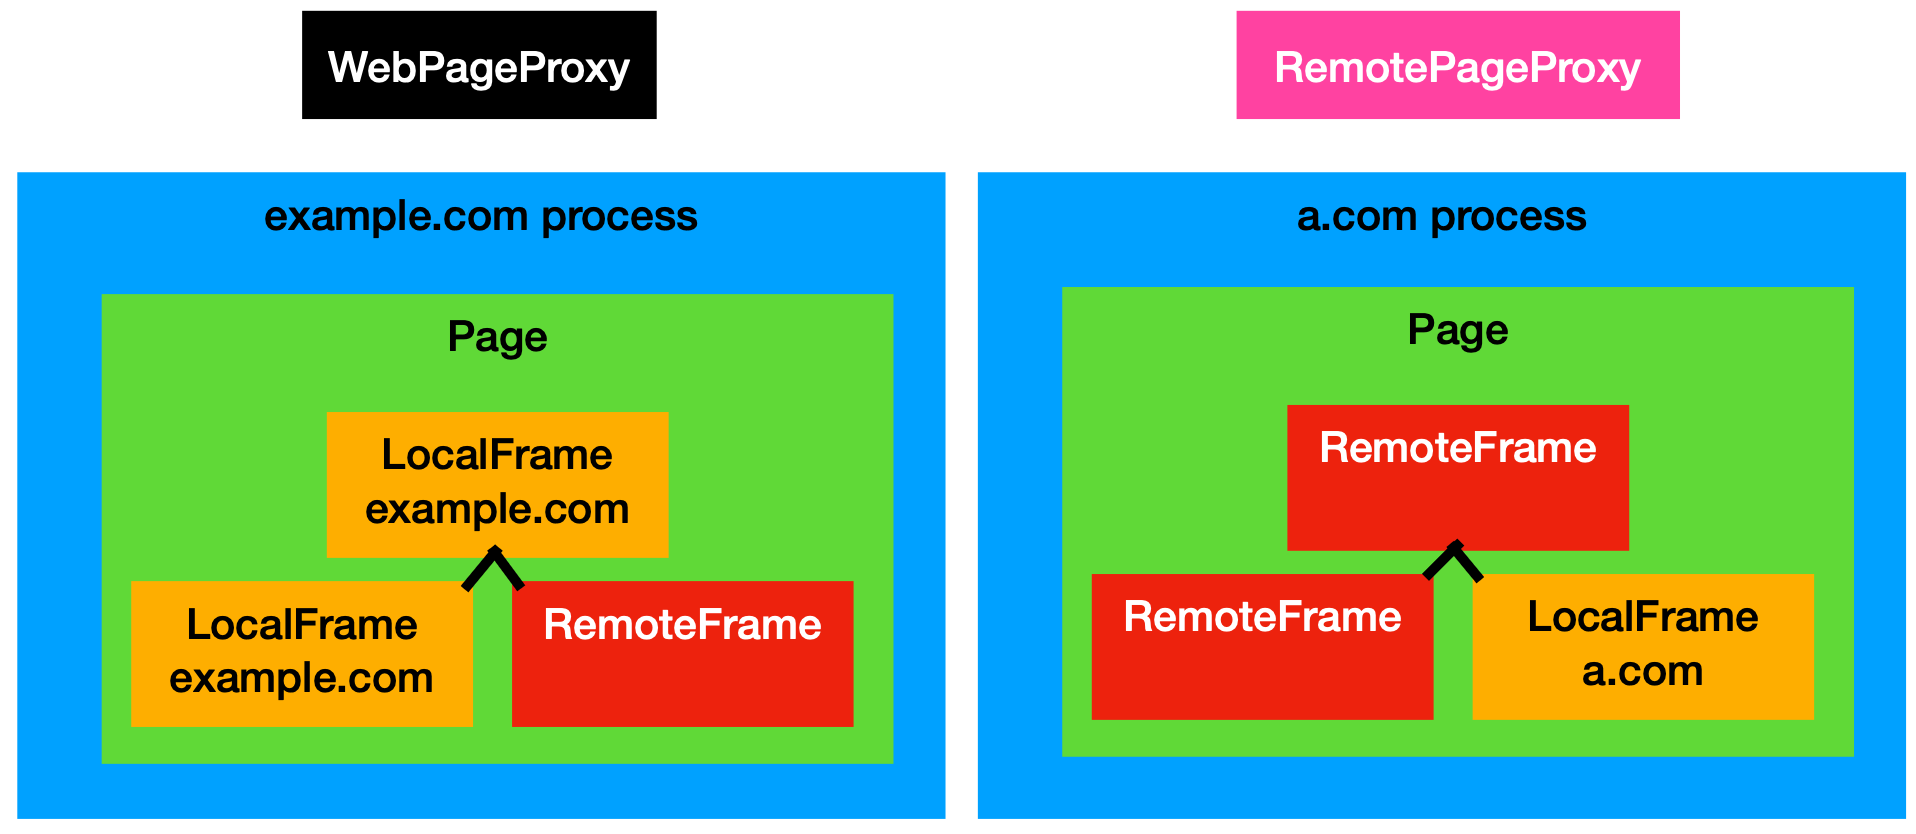 WebPageProxy
RemotePageProxy
example.com process
Page
LocalFrame
example.com
LocalFrame
example.com
RemoteFrame
a.com process
Page
RemoteFrame
RemoteFrame
LocalFrame
a.com